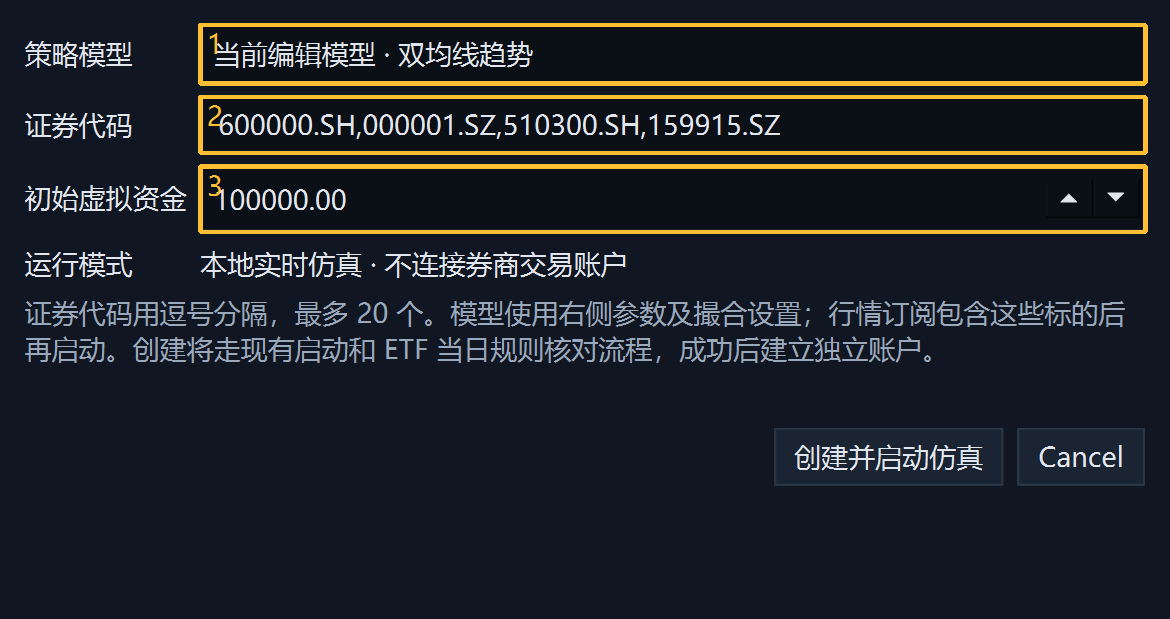 策略模型 1 当前编辑模型 · 双均线趋势
证券代码 2 600000.SH,000001.SZ,510300.SH,159915.SZ
初始虚拟资金 3 100000.00
运行模式 本地实时仿真 · 不连接券商交易账户
证券代码用逗号分隔，最多 20 个。模型使用右侧参数及撮合设置；行情订阅包含这些标的后
再启动。创建将走现有启动和 ETF 当日规则核对流程，成功后建立独立账户。
创建并启动仿真 Cancel